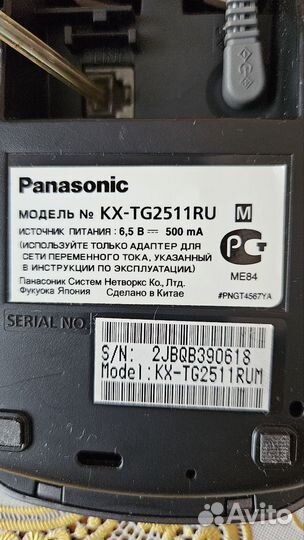 Panasonic
МОДЕЛЬ № KX-TG2511RU M
ИСТОЧНИК ПИТАНИЯ : 6,5 В ⎓ 500 mA
(ИСПОЛЬЗУЙТЕ ТОЛЬКО АДАПТЕР ДЛЯ
СЕТИ ПЕРЕМЕННОГО ТОКА, УКАЗАННЫЙ
В ИНСТРУКЦИИ ПО ЭКСПЛУАТАЦИИ)
Панасоник Систем Нетворкс Ко., Лтд.
Фукуока Япония Сделано в Китае
РСТ
ME84
#PNGT4567YA
SERIAL NO.
S/N: 2JBQB390618
Model: KX-TG2511RUM
Avito